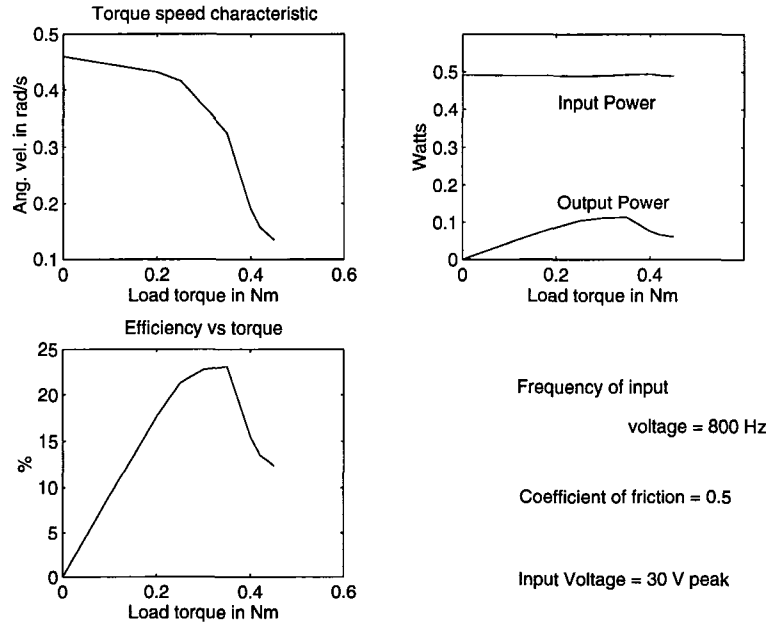 Torque speed characteristic
0.5
0.4
0.3
0.2
0.1
Ang. vel. in rad/s
0
0.2
0.4
0.6
Load torque in Nm
0.5
0.4
0.3
0.2
0.1
0
Watts
Input Power
Output Power
0
0.2
0.4
Load torque in Nm
Efficiency vs torque
25
20
15
10
5
0
%
0
0.2
0.4
0.6
Load torque in Nm
Frequency of input
voltage = 800 Hz
Coefficient of friction = 0.5
Input Voltage = 30 V peak